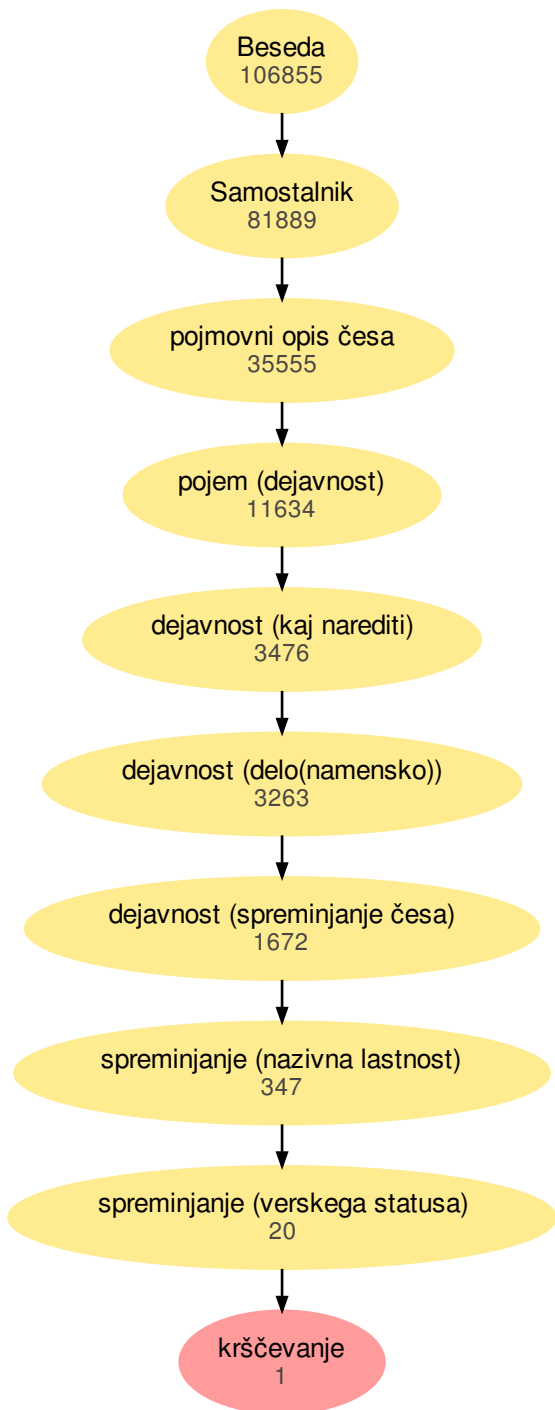 Beseda
106855
Samostalnik
81889
pojmovni opis česa
35555
pojem (dejavnost)
11634
dejavnost (kaj narediti)
3476
dejavnost (delo(namensko))
3263
dejavnost (spreminjanje česa)
1672
spreminjanje (nazivna lastnost)
347
spreminjanje (verskega statusa)
20
krščevanje
1